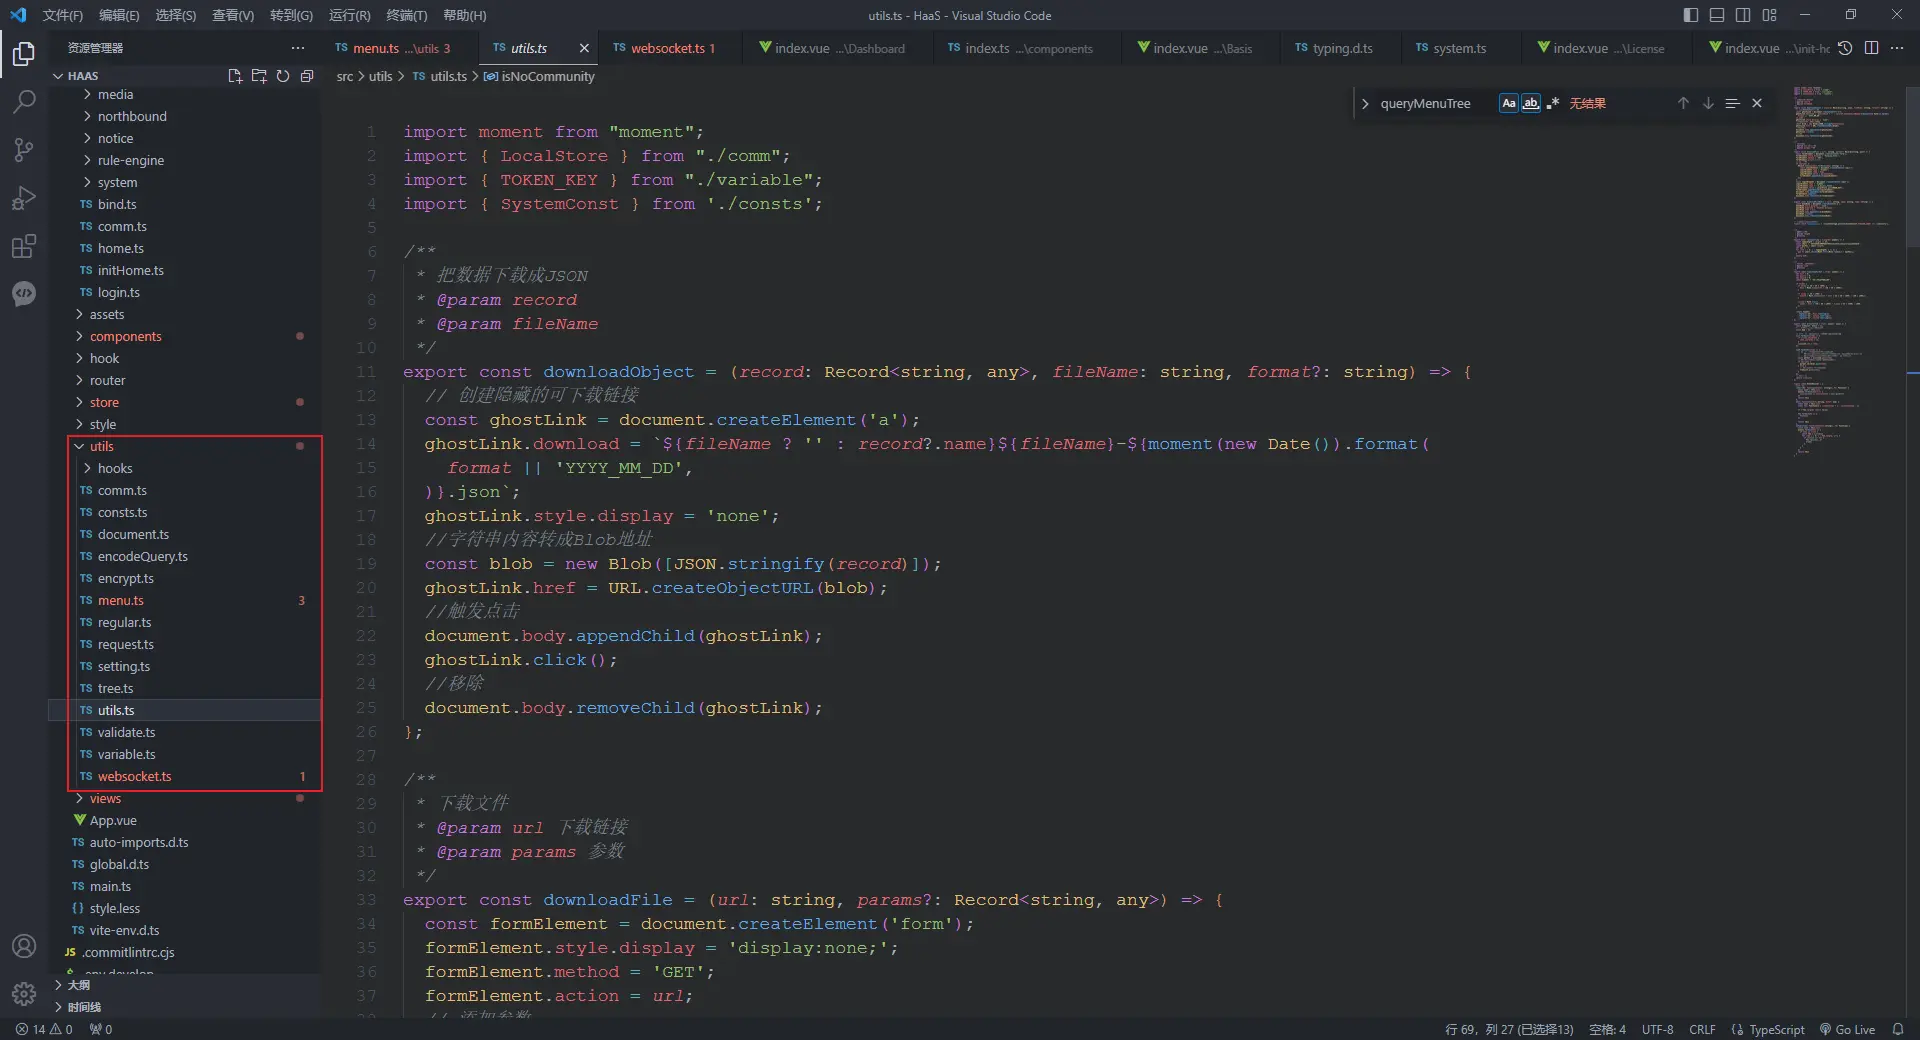 文件(F) 编辑(E) 选择(S) 查看(V) 转到(G) 运行(R) 终端(T) 帮助(H)
utils.ts - HaaS - Visual Studio Code
资源管理器 ···
TS menu.ts ...\utils 3
TS utils.ts
TS websocket.ts 1
index.vue ...\Dashboard
TS index.ts ...\components
index.vue ...\Basis
TS typing.d.ts
TS system.ts
index.vue ...\License
index.vue ...\init-hc
HAAS
src > utils > TS utils.ts > isNoCommunity
queryMenuTree Aa ab .* 无结果
media
northbound
notice
rule-engine
system
TS bind.ts
TS comm.ts
TS home.ts
TS initHome.ts
TS login.ts
assets
components
hook
router
store
style
utils
hooks
TS comm.ts
TS consts.ts
TS document.ts
TS encodeQuery.ts
TS encrypt.ts
TS menu.ts 3
TS regular.ts
TS request.ts
TS setting.ts
TS tree.ts
TS utils.ts
TS validate.ts
TS variable.ts
TS websocket.ts 1
views
App.vue
TS auto-imports.d.ts
TS global.d.ts
TS main.ts
{} style.less
TS vite-env.d.ts
JS .commitlintrc.cjs
$ .env.develop
大纲
时间线
1 import moment from "moment";
2 import { LocalStore } from "./comm";
3 import { TOKEN_KEY } from "./variable";
4 import { SystemConst } from './consts';
5
6 /**
7 * 把数据下载成JSON
8 * @param record
9 * @param fileName
10 */
11 export const downloadObject = (record: Record<string, any>, fileName: string, format?: string) => {
12 // 创建隐藏的可下载链接
13 const ghostLink = document.createElement('a');
14 ghostLink.download = `${fileName ? '' : record?.name}${fileName}-${moment(new Date()).format(
15 format || 'YYYY_MM_DD',
16 )}.json`;
17 ghostLink.style.display = 'none';
18 //字符串内容转成Blob地址
19 const blob = new Blob([JSON.stringify(record)]);
20 ghostLink.href = URL.createObjectURL(blob);
21 //触发点击
22 document.body.appendChild(ghostLink);
23 ghostLink.click();
24 //移除
25 document.body.removeChild(ghostLink);
26 };
27
28 /**
29 * 下载文件
30 * @param url 下载链接
31 * @param params 参数
32 */
33 export const downloadFile = (url: string, params?: Record<string, any>) => {
34 const formElement = document.createElement('form');
35 formElement.style.display = 'display:none;';
36 formElement.method = 'GET';
37 formElement.action = url;
38 // 添加参数
14 0 0
行 69，列 27 (已选择13) 空格: 4 UTF-8 CRLF TypeScript Go Live